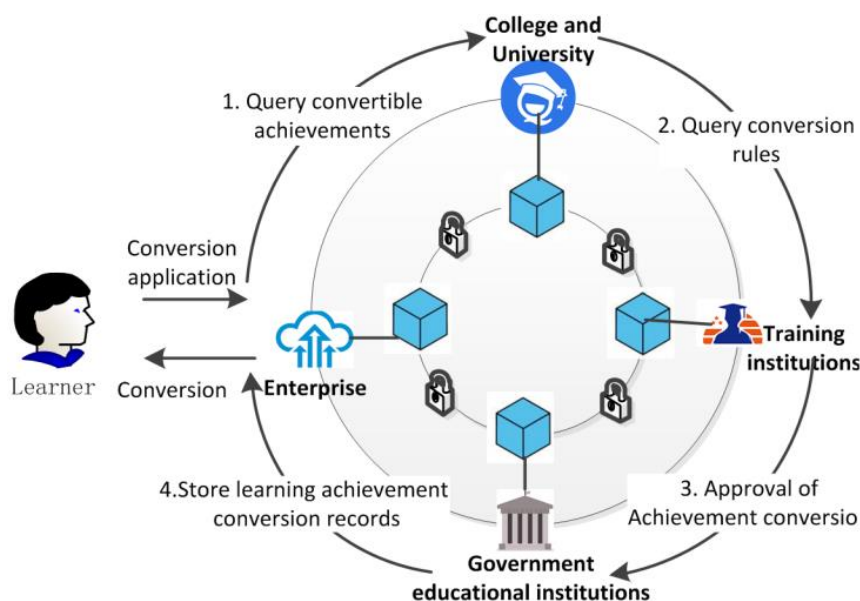 College and
University
1. Query convertible
achievements
2. Query conversion
rules
Conversion
application
Learner
Conversion
Enterprise
Training
institutions
4.Store learning achievement
conversion records
3. Approval of
Achievement conversio
Government
educational institutions